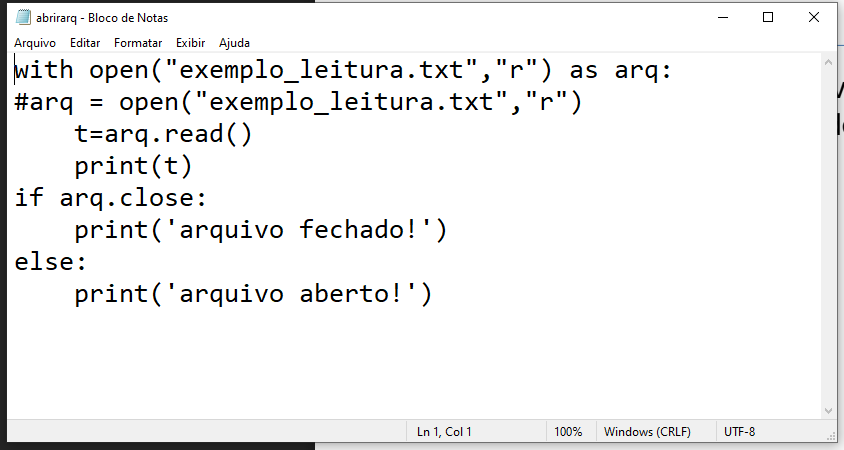 abrirarq - Bloco de Notas
Arquivo Editar Formatar Exibir Ajuda
with open("exemplo_leitura.txt","r") as arq:
#arq = open("exemplo_leitura.txt","r")
    t=arq.read()
    print(t)
if arq.close:
    print('arquivo fechado!')
else:
    print('arquivo aberto!')
Ln 1, Col 1 100% Windows (CRLF) UTF-8